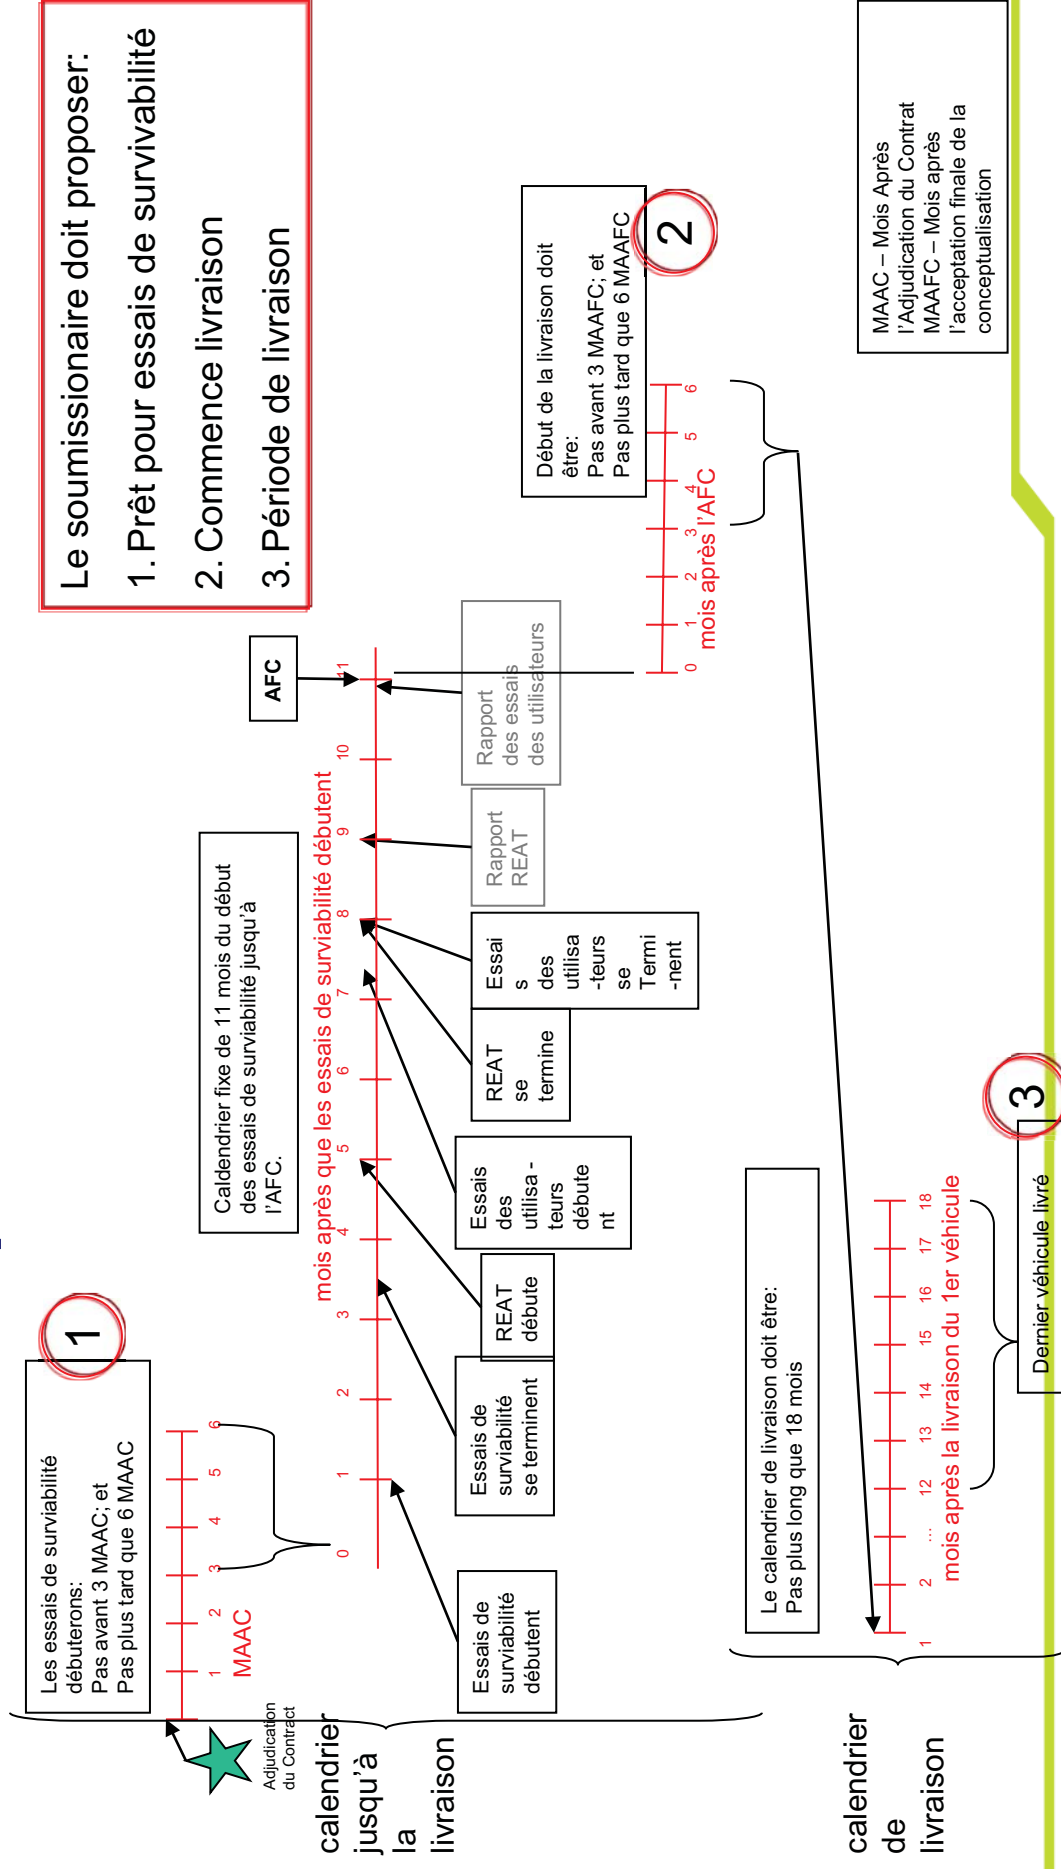 Le soumissionaire doit proposer:
1. Prêt pour essais de survivabilité
2. Commence livraison
3. Période de livraison
Les essais de surviabilité
débuterons:
Pas avant 3 MAAC; et
Pas plus tard que 6 MAAC
1
1
2
3
4
5
6
MAAC
Adjudication
du Contract
calendrier
jusqu'à
la
livraison
Caldendrier fixe de 11 mois du début
des essais de surviabilité jusqu'à
l'AFC.
AFC
mois après que les essais de surviabilité débutent
0
1
2
3
4
5
6
7
8
9
10
11
Essais de
surviabilité
débutent
Essais de
surviabilité
se terminent
REAT
débute
Essais
des
utilisa -
teurs
débute
nt
REAT
se
termine
Essai
s
des
utilisa
-teurs
se
Termi
-nent
Rapport
REAT
Rapport
des essais
des utilisateurs
Début de la livraison doit
être:
Pas avant 3 MAAFC; et
Pas plus tard que 6 MAAFC
2
0
1
2
3
4
5
6
mois après l'AFC
calendrier
de
livraison
Le calendrier de livraison doit être:
Pas plus long que 18 mois
1
2
...
12
13
14
15
16
17
18
mois après la livraison du 1er véhicule
Dernier véhicule livré
3
MAAC – Mois Après
l'Adjudication du Contrat
MAAFC – Mois après
l'acceptation finale de la
conceptualisation